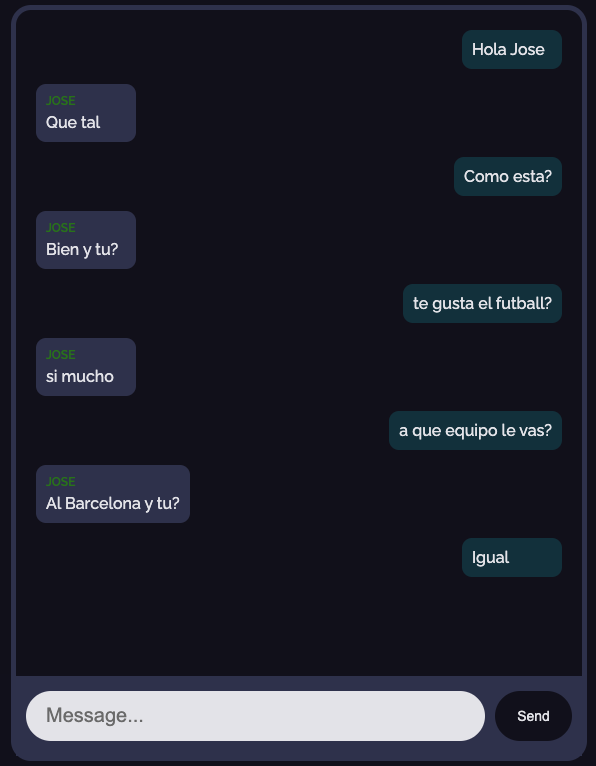 Hola Jose
JOSE
Que tal
Como esta?
JOSE
Bien y tu?
te gusta el futball?
JOSE
si mucho
a que equipo le vas?
JOSE
Al Barcelona y tu?
Igual
Message...
Send